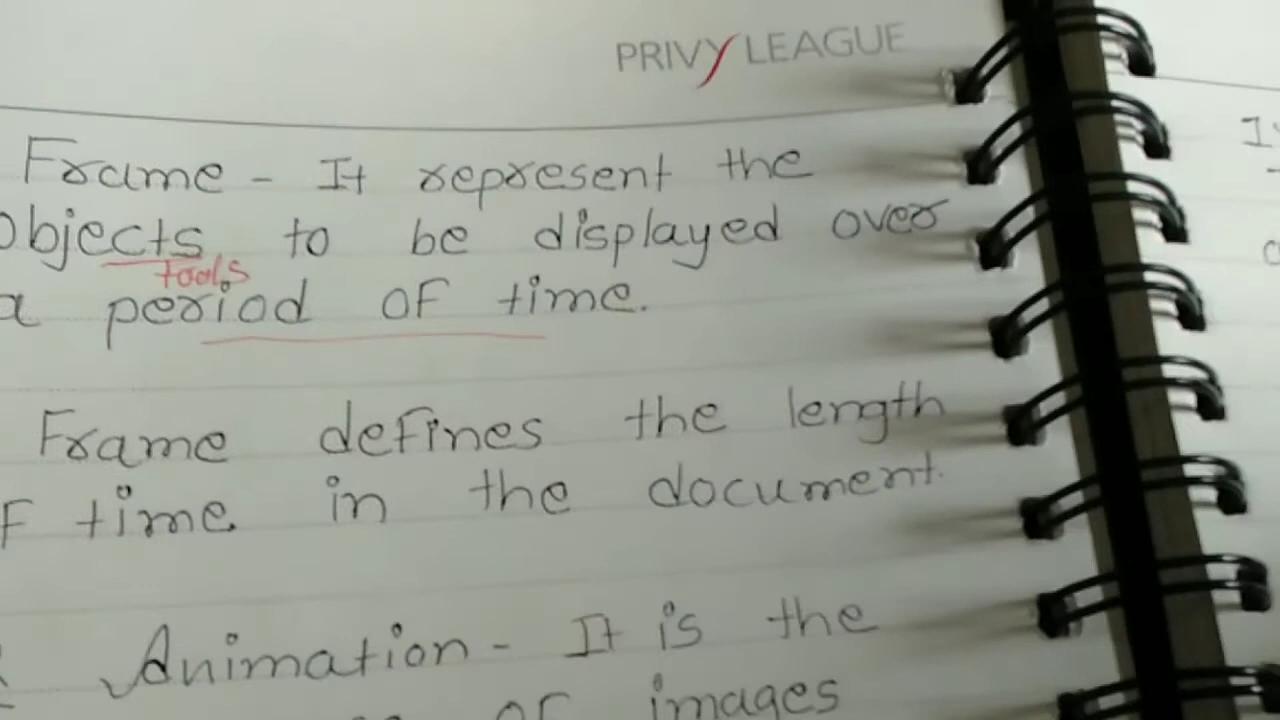 PRIVY LEAGUE
Frame - It represent the
Objects to be displayed over
tools
a period of time.
Frame defines the length
of time in the document.
Animation - It is the
of images